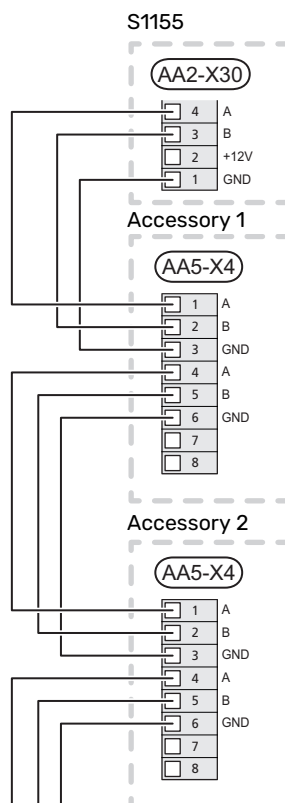 S1155
AA2-X30
4 A
3 B
2 +12V
1 GND
Accessory 1
AA5-X4
1 A
2 B
3 GND
4 A
5 B
6 GND
7
8
Accessory 2
AA5-X4
1 A
2 B
3 GND
4 A
5 B
6 GND
7
8